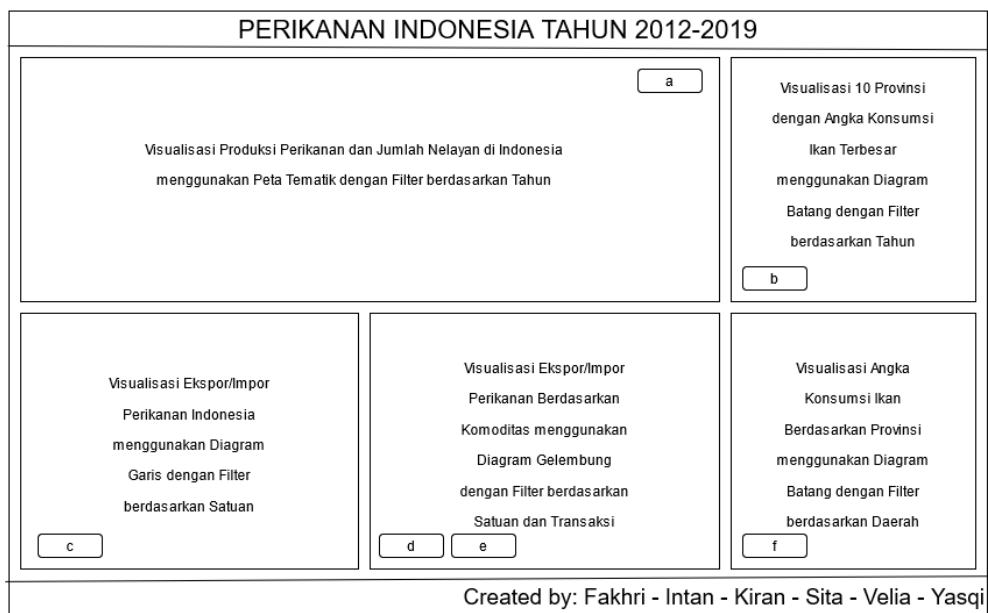 PERIKANAN INDONESIA TAHUN 2012-2019
a
Visualisasi Produksi Perikanan dan Jumlah Nelayan di Indonesia
menggunakan Peta Tematik dengan Filter berdasarkan Tahun
Visualisasi 10 Provinsi
dengan Angka Konsumsi
Ikan Terbesar
menggunakan Diagram
Batang dengan Filter
berdasarkan Tahun
b
Visualisasi Ekspor/Impor
Perikanan Indonesia
menggunakan Diagram
Garis dengan Filter
berdasarkan Satuan
c
Visualisasi Ekspor/Impor
Perikanan Berdasarkan
Komoditas menggunakan
Diagram Gelembung
dengan Filter berdasarkan
Satuan dan Transaksi
d
e
Visualisasi Angka
Konsumsi Ikan
Berdasarkan Provinsi
menggunakan Diagram
Batang dengan Filter
berdasarkan Daerah
f
Created by: Fakhri - Intan - Kiran - Sita - Velia - Yasqi